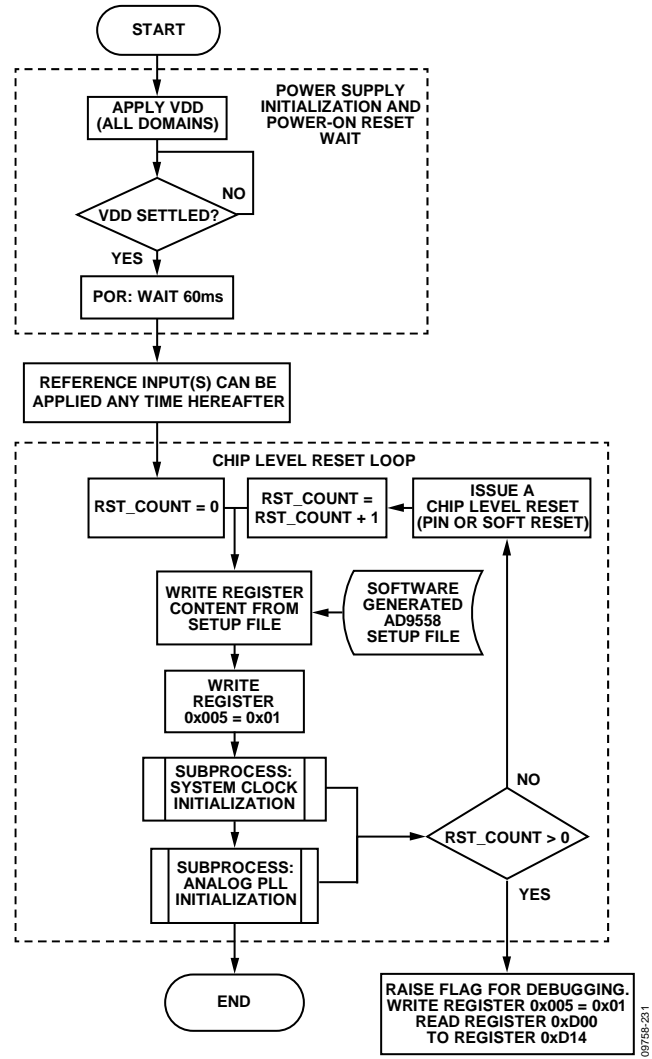 START
POWER SUPPLY
INITIALIZATION AND
POWER-ON RESET
WAIT
APPLY VDD
(ALL DOMAINS)
NO
VDD SETTLED?
YES
POR: WAIT 60ms
REFERENCE INPUT(S) CAN BE
APPLIED ANY TIME HEREAFTER
CHIP LEVEL RESET LOOP
RST_COUNT = 0
RST_COUNT =
RST_COUNT + 1
ISSUE A
CHIP LEVEL RESET
(PIN OR SOFT RESET)
WRITE REGISTER
CONTENT FROM
SETUP FILE
SOFTWARE
GENERATED
AD9558
SETUP FILE
WRITE
REGISTER
0x005 = 0x01
SUBPROCESS:
SYSTEM CLOCK
INITIALIZATION
NO
RST_COUNT > 0
SUBPROCESS:
ANALOG PLL
INITIALIZATION
YES
END
RAISE FLAG FOR DEBUGGING.
WRITE REGISTER 0x005 = 0x01
READ REGISTER 0xD00
TO REGISTER 0xD14
09758-231